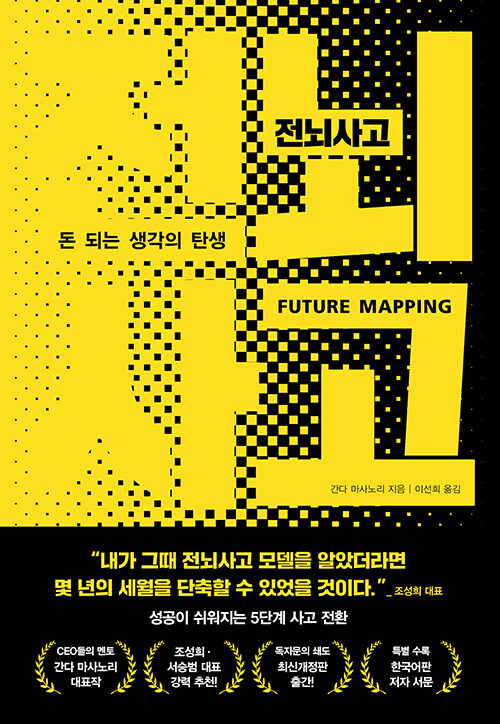 전뇌사고
전뇌사고
돈 되는 생각의 탄생
FUTURE MAPPING
간다 마사노리 지음 | 이선희 옮김
“내가 그때 전뇌사고 모델을 알았더라면
몇 년의 세월을 단축할 수 있었을 것이다.”_ 조성희 대표
성공이 쉬워지는 5단계 사고 전환
CEO들의 멘토
간다 마사노리
대표작
조성희 ·
서승범 대표
강력 추천!
독자문의 쇄도
최신개정판
출간!
특별 수록
한국어판
저자 서문